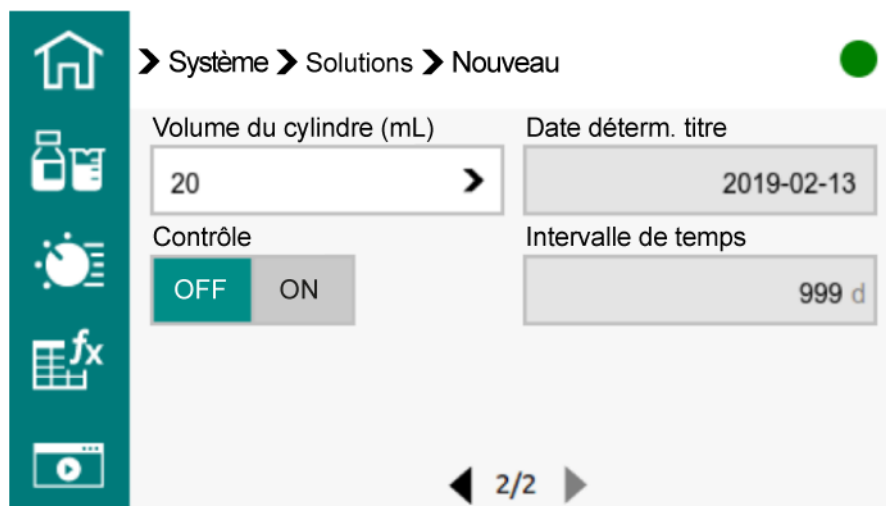 ❯ Système ❯ Solutions ❯ Nouveau
Volume du cylindre (mL) Date déterm. titre
20 ❯ 2019-02-13
Contrôle Intervalle de temps
OFF ON 999 d
fx
2/2